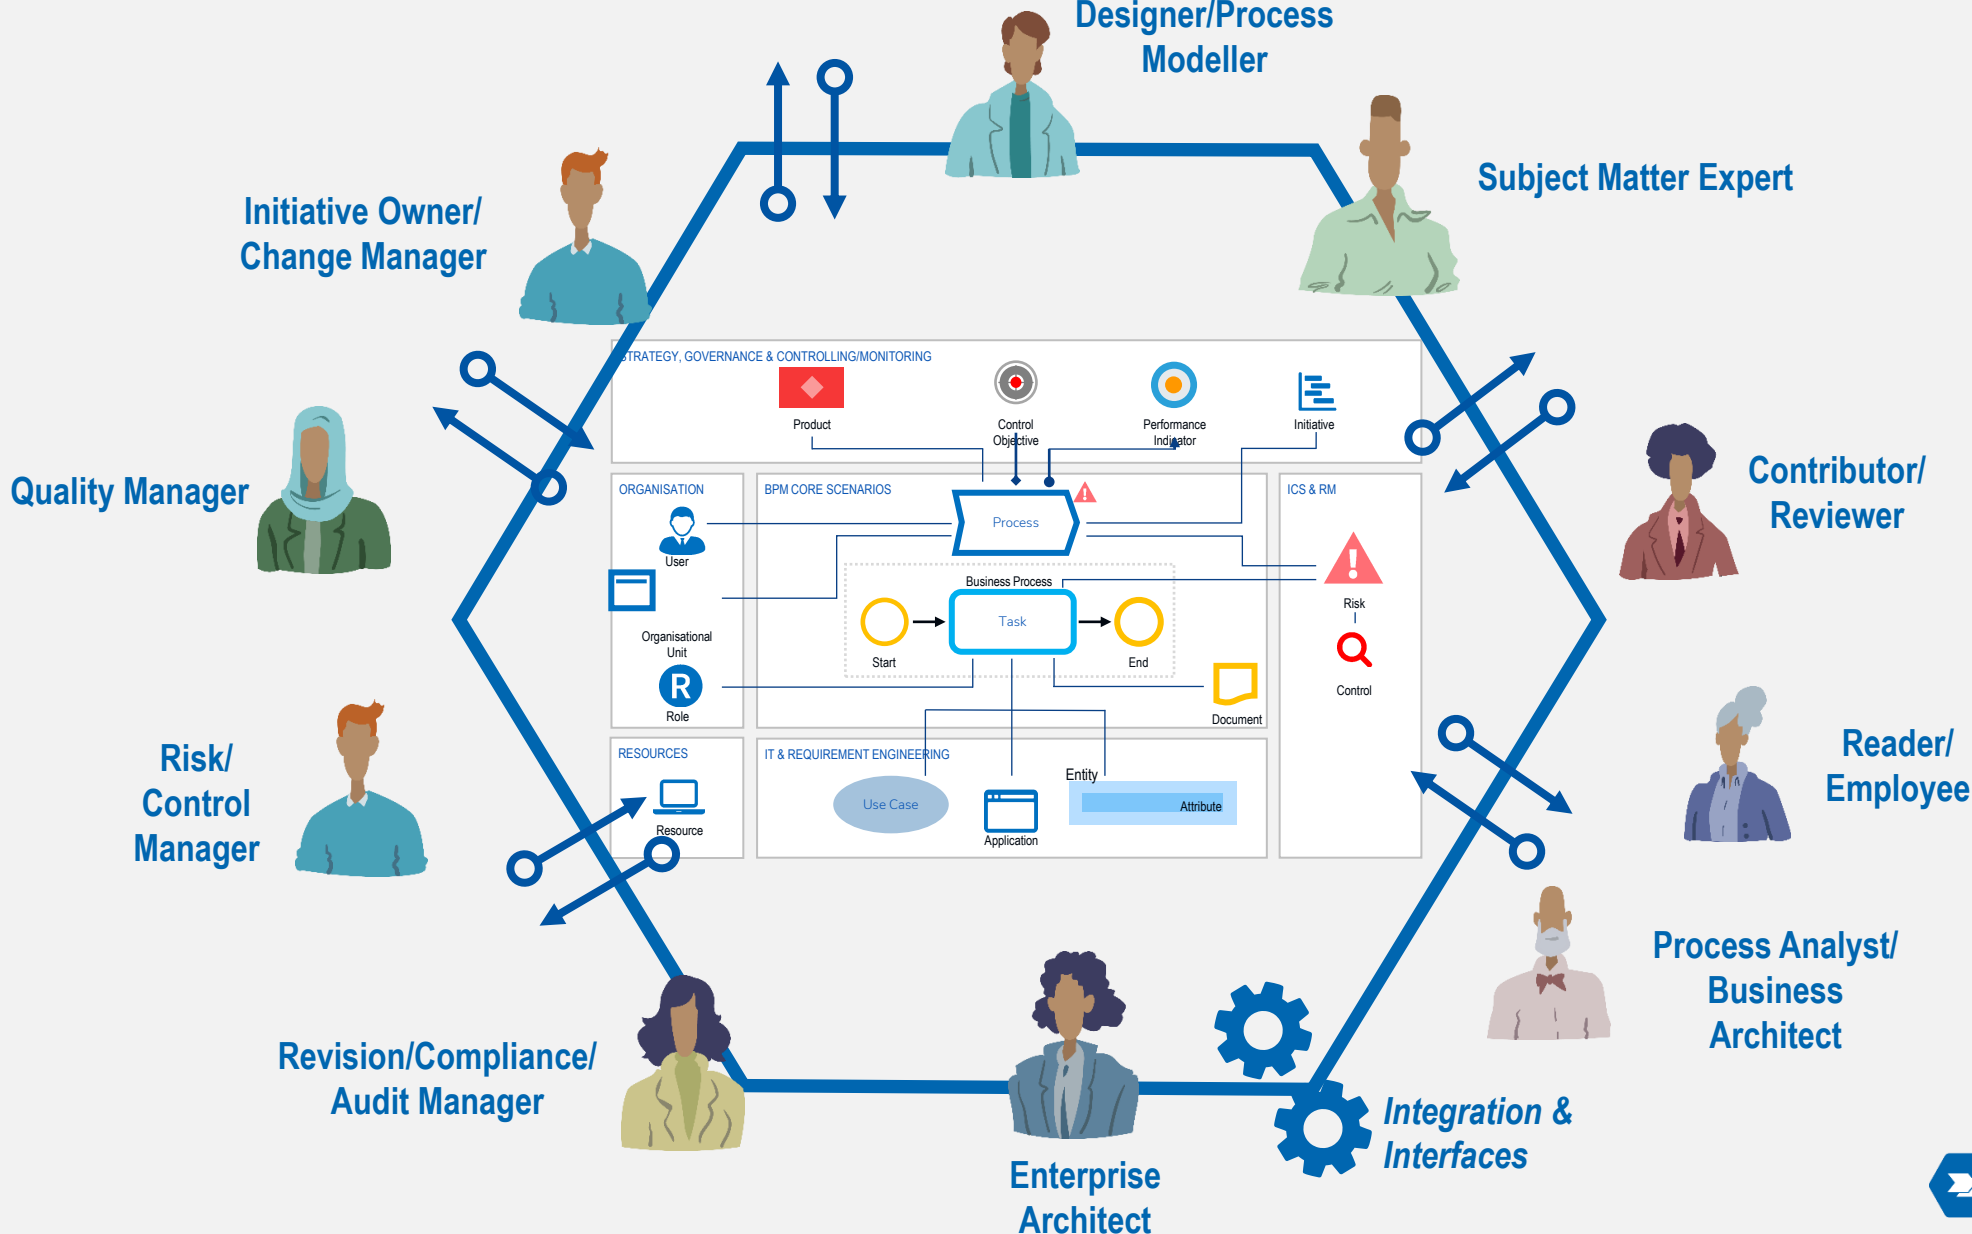 Designer/Process
Modeller
Subject Matter Expert
Initiative Owner/
Change Manager
STRATEGY, GOVERNANCE & CONTROLLING/MONITORING
Product
Control
Objective
Performance
Indicator
Initiative
Quality Manager
Contributor/
Reviewer
ORGANISATION
BPM CORE SCENARIOS
ICS & RM
Process
User
Business Process
Task
Start
End
Organisational
Unit
R
Role
Document
Risk
Control
Risk/
Control
Manager
Reader/
Employee
RESOURCES
Resource
IT & REQUIREMENT ENGINEERING
Use Case
Application
Entity
Attribute
Process Analyst/
Business
Architect
Revision/Compliance/
Audit Manager
Enterprise
Architect
Integration &
Interfaces